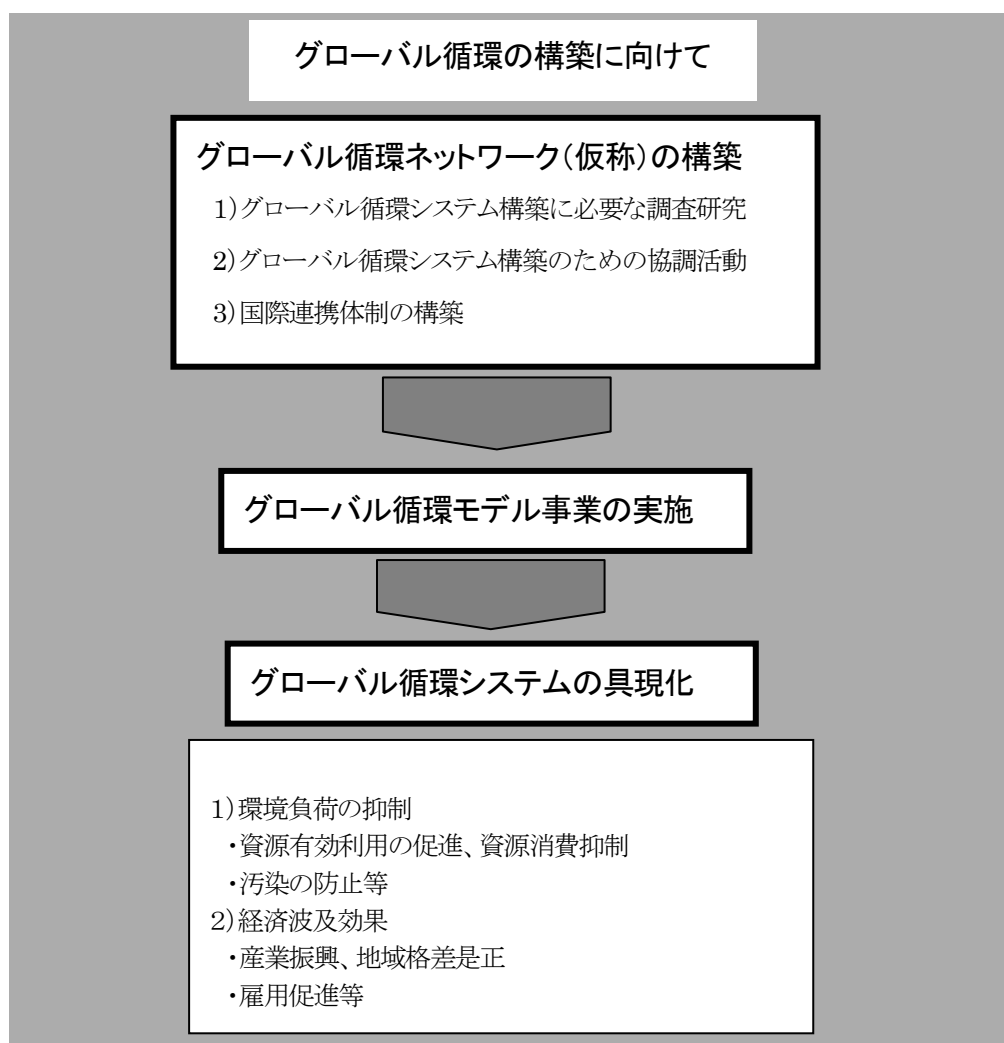 グローバル循環の構築に向けて
グローバル循環ネットワーク（仮称）の構築
1)グローバル循環システム構築に必要な調査研究
2)グローバル循環システム構築のための協調活動
3)国際連携体制の構築
グローバル循環モデル事業の実施
グローバル循環システムの具現化
1)環境負荷の抑制
・資源有効利用の促進、資源消費抑制
・汚染の防止等
2)経済波及効果
・産業振興、地域格差是正
・雇用促進等